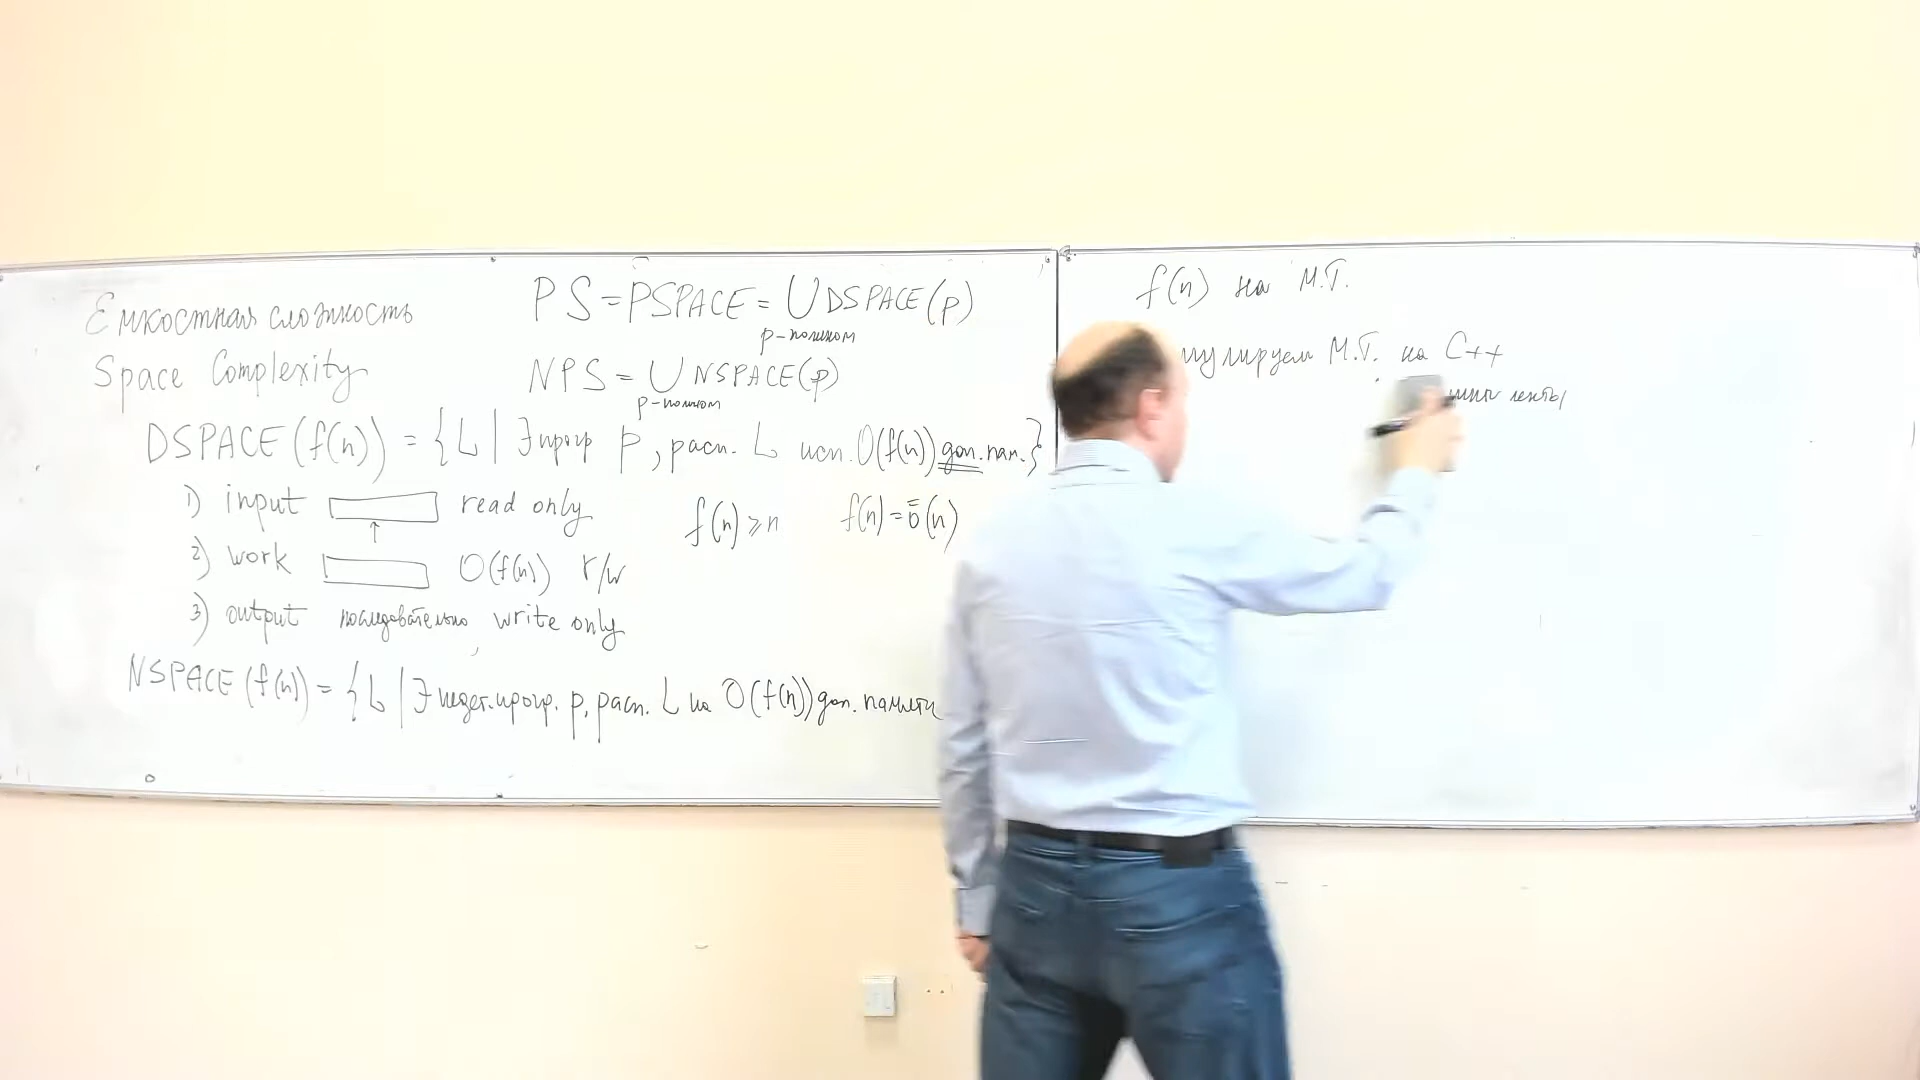 Емкостная сложность
Space Complexity
PS = PSPACE = ∪ DSPACE(p)
p-полином
NPS = ∪ NSPACE(p)
p-полином
DSPACE(f(n)) = {L | ∃ прогр p, расп. L исп. O(f(n)) доп. пам.}
1) input read only
2) work O(f(n)) r/w
3) output последовательно, write only
f(n) ≥ n f(n) = o(n)
NSPACE(f(n)) = {L | ∃ недет. прогр. p, расп. L на O(f(n)) доп. памяти
f(n) на М.Т.
мулируем М.Т. на C++
ленты